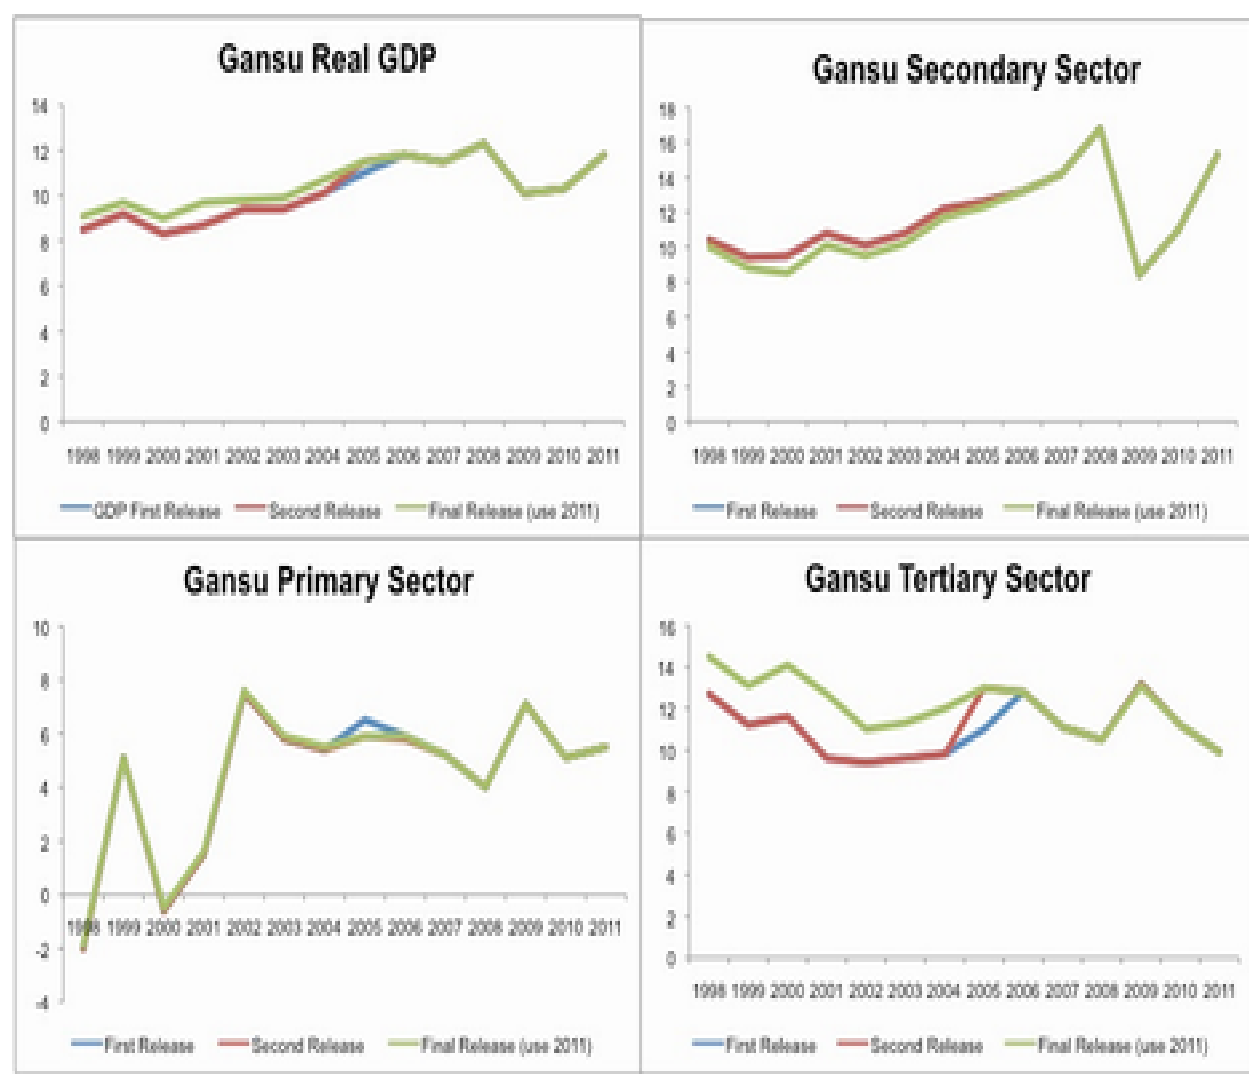 Gansu Real GDP
14
12
10
8
6
4
2
0
1998 1999 2000 2001 2002 2003 2004 2005 2006 2007 2008 2009 2010 2011
GDP First Release Second Release Final Release (use 2011)
Gansu Secondary Sector
18
16
14
12
10
8
6
4
2
0
1998 1999 2000 2001 2002 2003 2004 2005 2006 2007 2008 2009 2010 2011
First Release Second Release Final Release (use 2011)
Gansu Primary Sector
10
8
6
4
2
0
1998 1999 2000 2001 2002 2003 2004 2005 2006 2007 2008 2009 2010 2011
-2
-4
First Release Second Release Final Release (use 2011)
Gansu Tertiary Sector
16
14
12
10
8
6
4
2
0
1998 1999 2000 2001 2002 2003 2004 2005 2006 2007 2008 2009 2010 2011
First Release Second Release Final Release (use 2011)